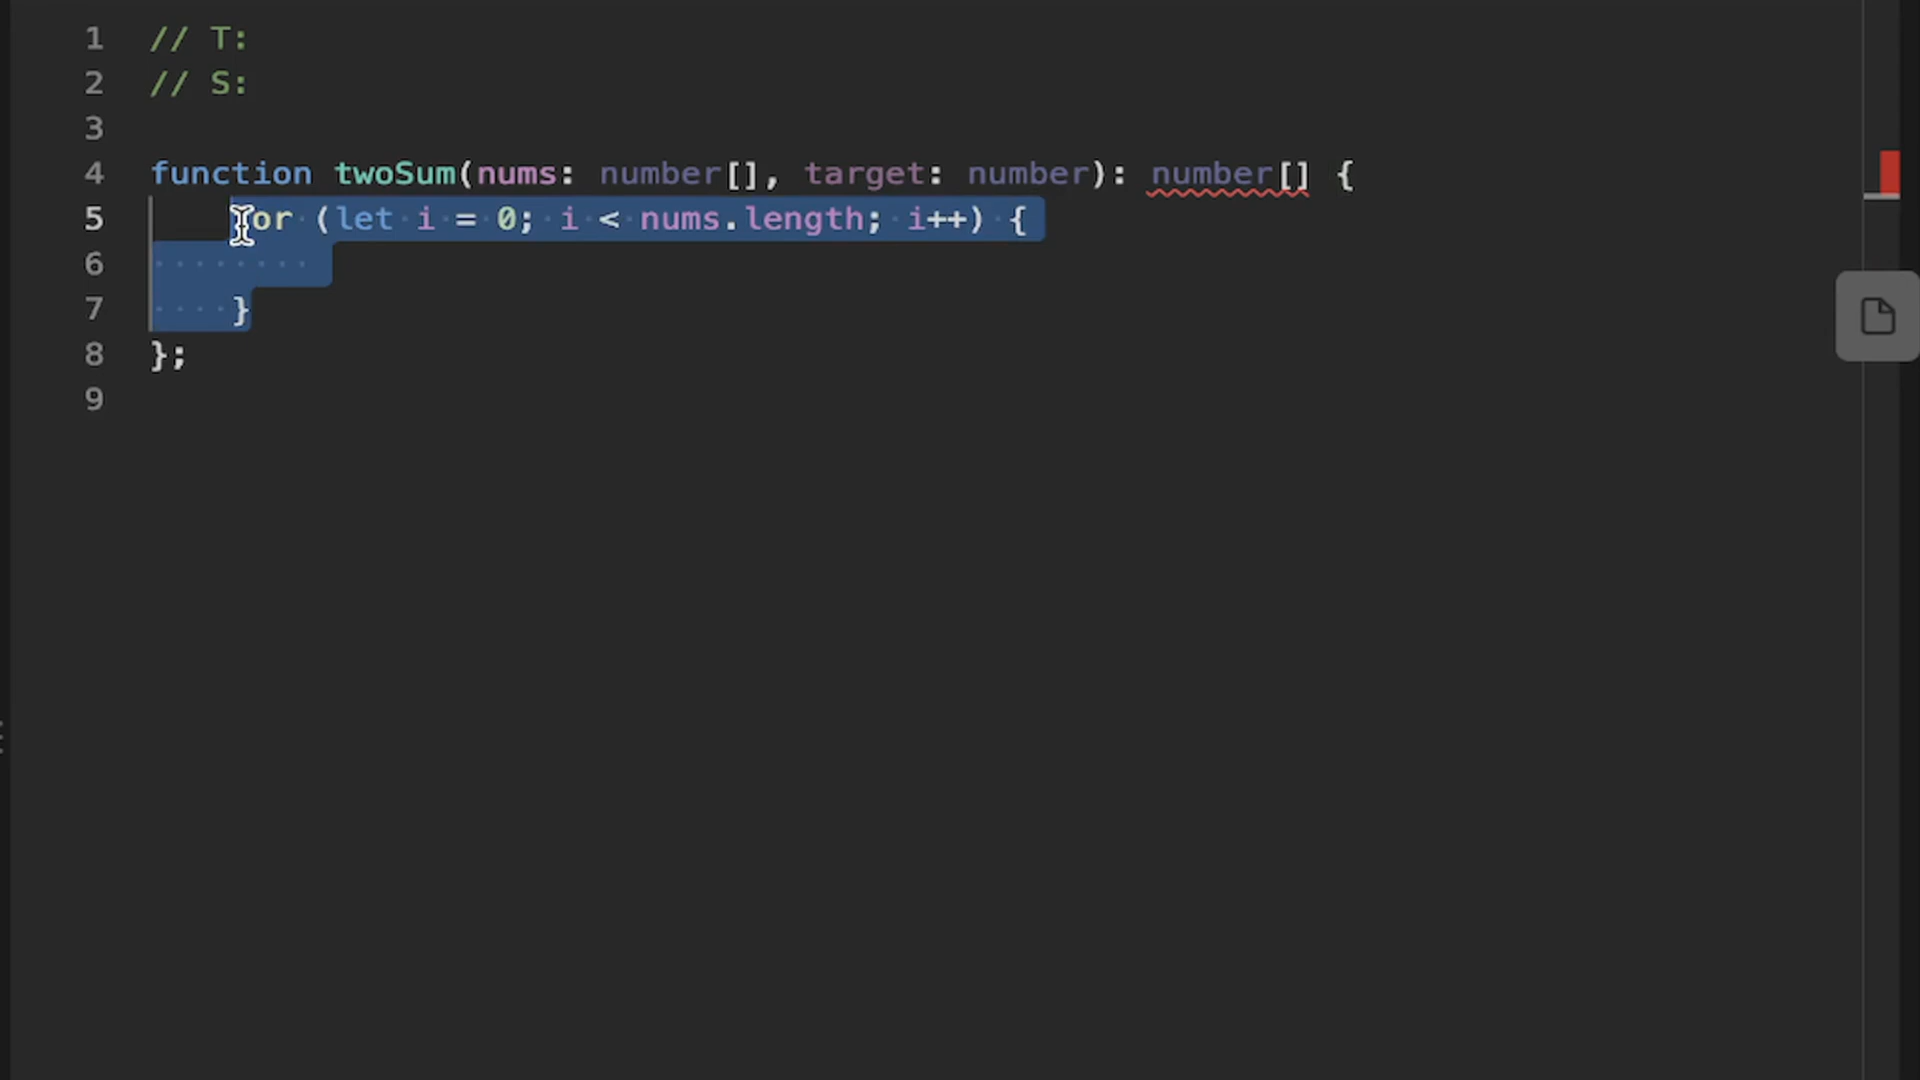 1 // T:
2 // S:
3
4 function twoSum(nums: number[], target: number): number[] {
5 for (let i = 0; i < nums.length; i++) {
6
7 }
8 };
9